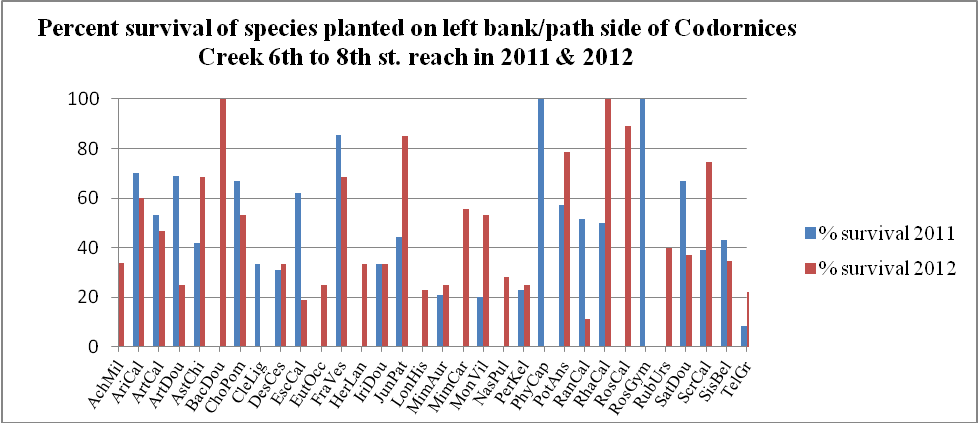 Percent survival of species planted on left bank/path side of Codornices
Creek 6th to 8th st. reach in 2011 & 2012
100
80
60
40
20
0
AchMil
AriCal
ArtCal
ArtDou
AstChi
BacDou
ChoPom
CleLig
DesCes
EscCal
EutOcc
FraVes
HerLan
IriDou
JunPat
LonHis
MimAur
MimCar
MonVil
NasPul
PerKel
PhyCap
PotAns
RanCal
RhaCal
RosCal
RosGym
RubUrs
SatDou
ScrCal
SisBel
TelGr
% survival 2011
% survival 2012